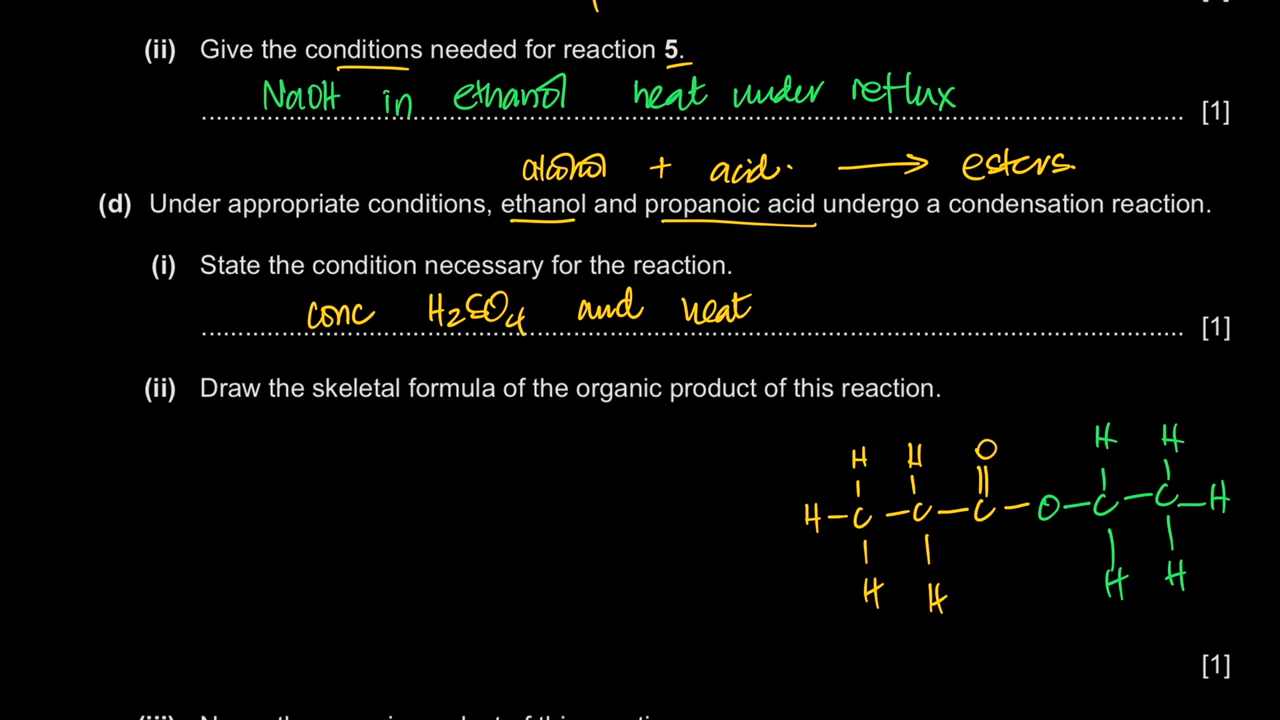 (ii) Give the conditions needed for reaction 5.
NaOH in ethanol heat under reflux
[1]
alcohol + acid. → esters.
(d) Under appropriate conditions, ethanol and propanoic acid undergo a condensation reaction.
(i) State the condition necessary for the reaction.
conc H₂SO₄ and heat
[1]
(ii) Draw the skeletal formula of the organic product of this reaction.
H H O H H
H-C-C-C-O-C-C-H
H H H H
[1]